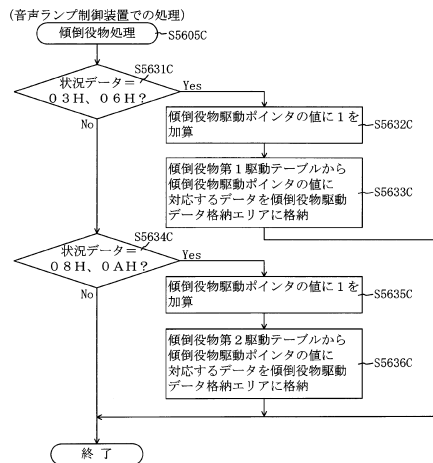 (音声ランプ制御装置での処理)
傾倒役物処理
S5605C
S5631C
状況データ=
03H、06H?
Yes
No
傾倒役物駆動ポインタの値に1を
加算
S5632C
傾倒役物第1駆動テーブルから
傾倒役物駆動ポインタの値に
対応するデータを傾倒役物駆動
データ格納エリアに格納
S5633C
S5634C
状況データ=
08H、0AH?
Yes
No
傾倒役物駆動ポインタの値に1を
加算
S5635C
傾倒役物第2駆動テーブルから
傾倒役物駆動ポインタの値に
対応するデータを傾倒役物駆動
データ格納エリアに格納
S5636C
終了